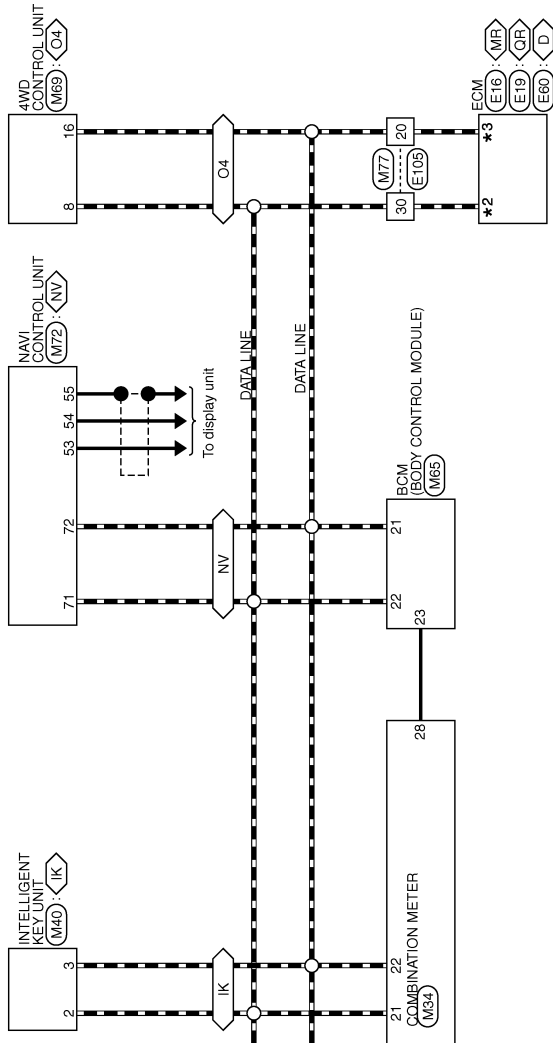 4WD
CONTROL UNIT
M69 : O4
16
8
O4
20
30
M77
E105
*3
*2
ECM
E16 : MR
E19 : QR
E60 : D
NAVI
CONTROL UNIT
M72 : NV
55
54
53
72
71
To display unit
NV
DATA LINE
DATA LINE
21
22
23
BCM
(BODY CONTROL MODULE)
M65
28
INTELLIGENT
KEY UNIT
M40 : IK
3
2
IK
22
21
COMBINATION METER
M34